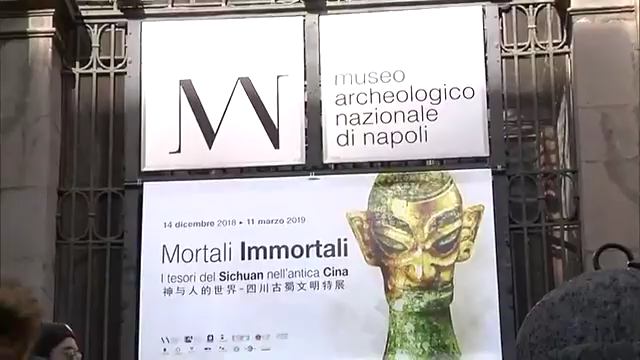 MN
museo
archeologico
nazionale
di napoli
14 dicembre 2018 ▸ 11 marzo 2019
Mortali Immortali
I tesori del Sichuan nell'antica Cina
神与人的世界-四川古蜀文明特展